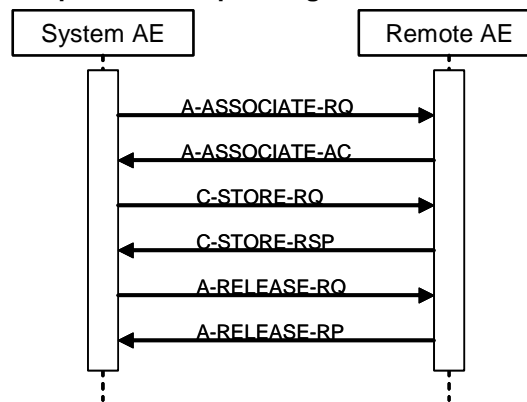 System AE
Remote AE
A-ASSOCIATE-RQ
A-ASSOCIATE-AC
C-STORE-RQ
C-STORE-RSP
A-RELEASE-RQ
A-RELEASE-RP